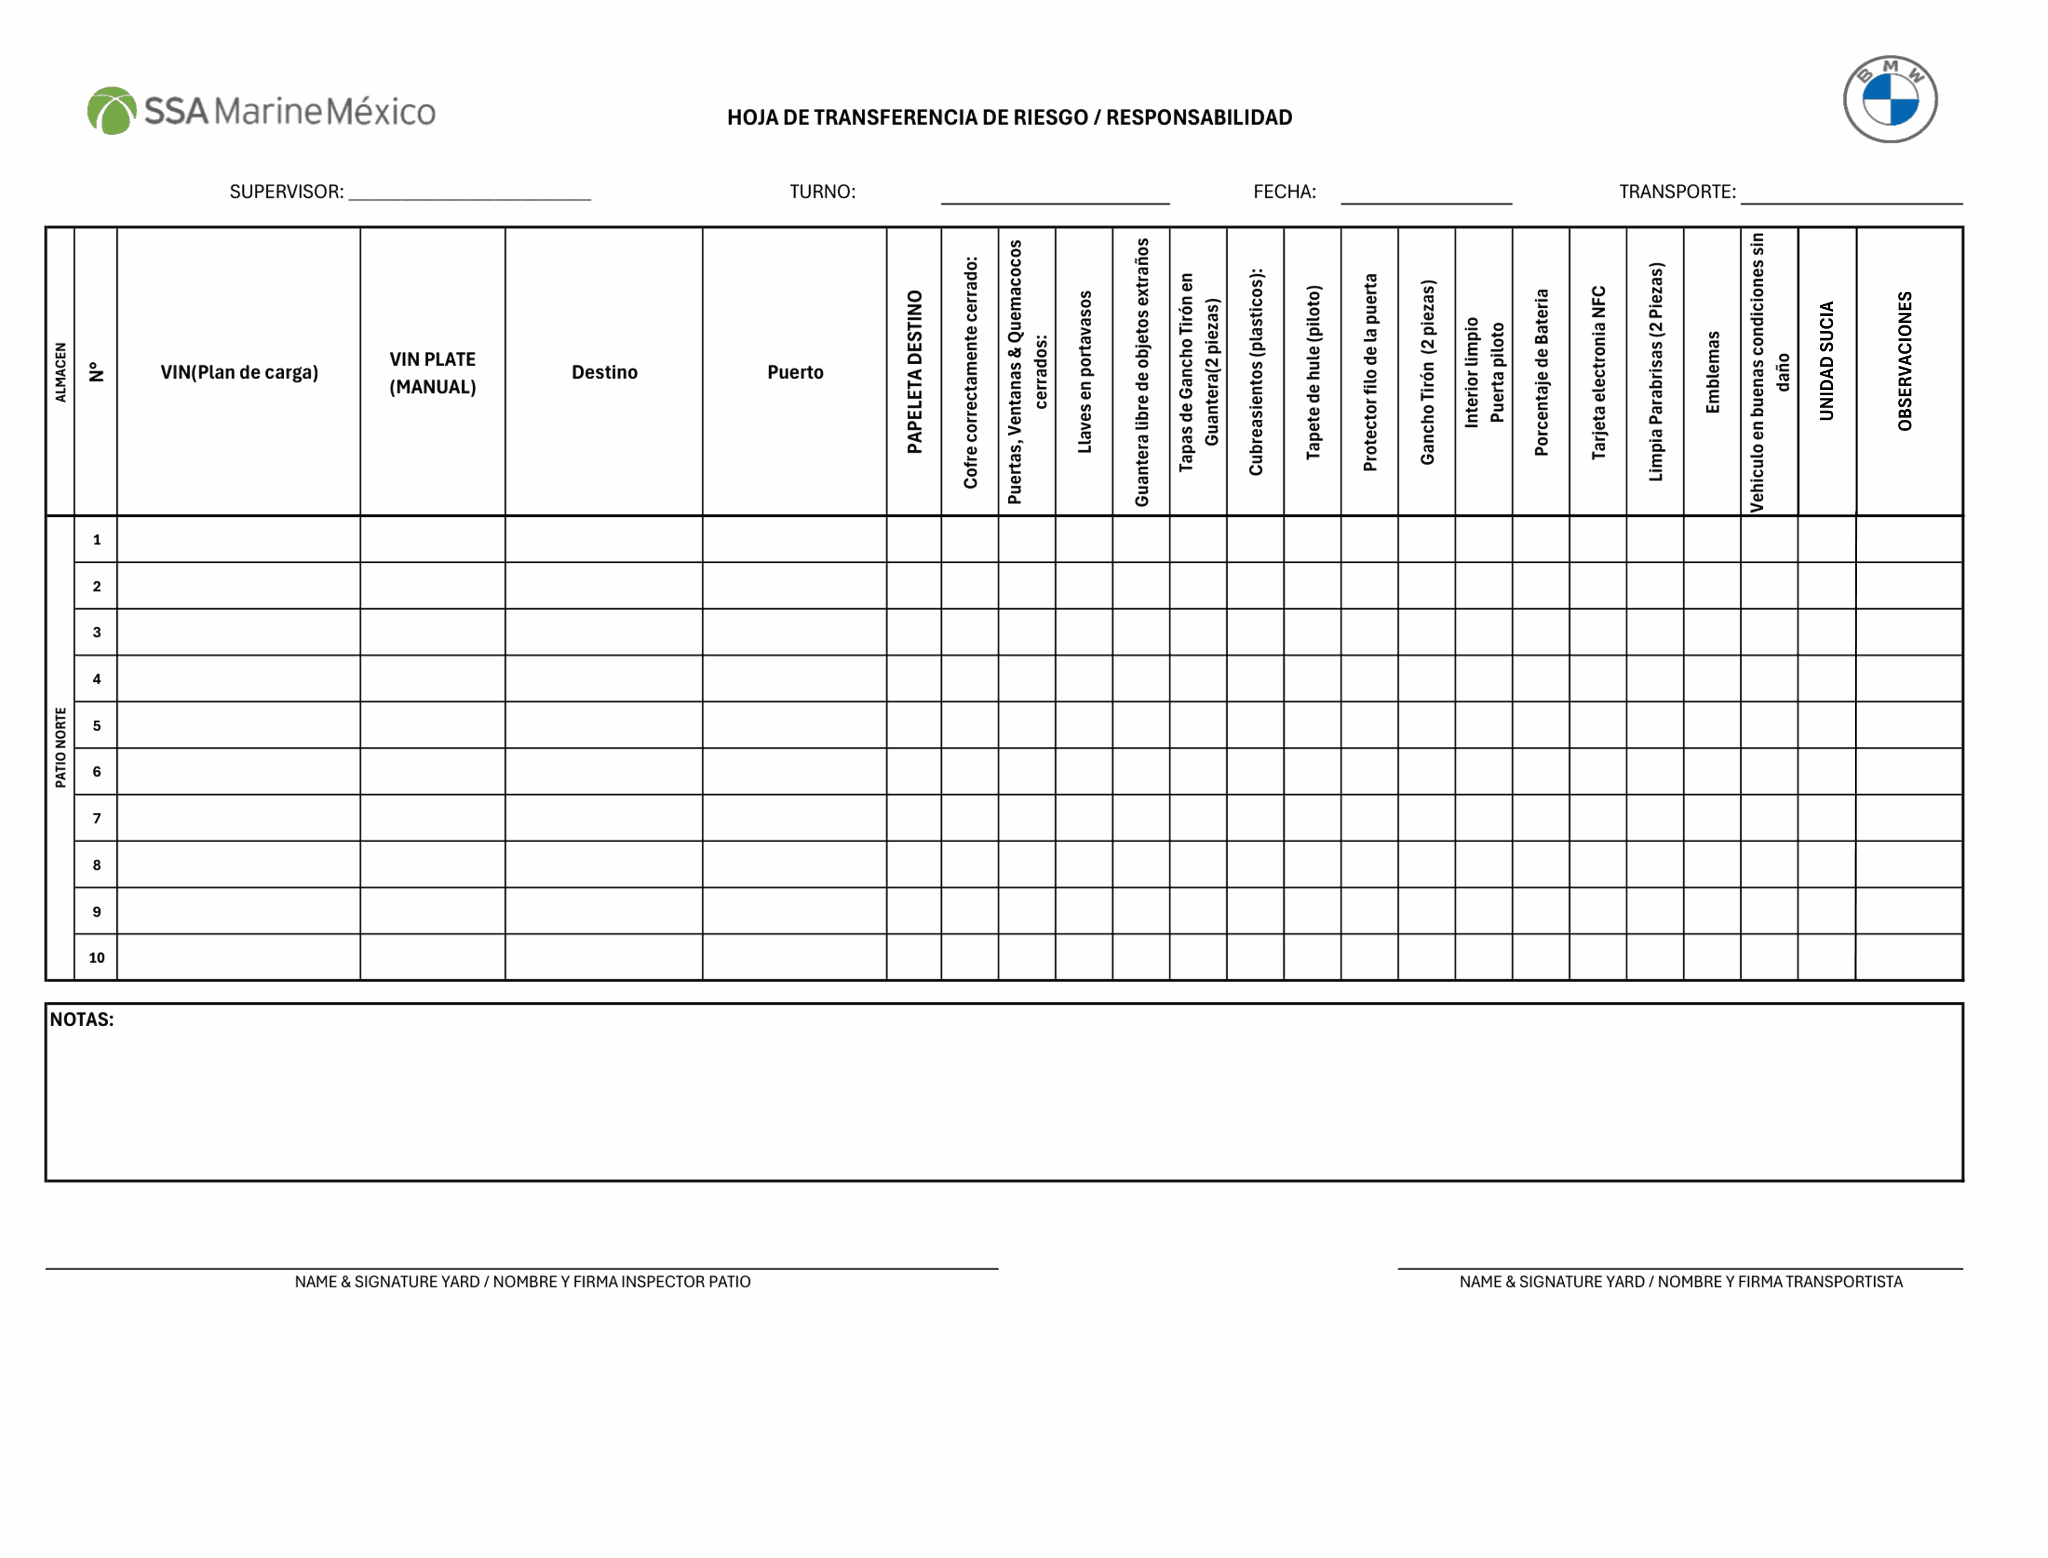 SSA Marine México
HOJA DE TRANSFERENCIA DE RIESGO / RESPONSABILIDAD
BMW
SUPERVISOR: ________________________ TURNO: FECHA: TRANSPORTE:
ALMACEN
Nº
VIN(Plan de carga)
VIN PLATE
(MANUAL)
Destino
Puerto
PAPELETA DESTINO
Cofre correctamente cerrado:
Puertas, Ventanas & Quemacocos
cerrados:
Llaves en portavasos
Guantera libre de objetos extraños
Tapas de Gancho Tirón en
Guantera(2 piezas)
Cubreasientos (plasticos):
Tapete de hule (piloto)
Protector filo de la puerta
Gancho Tirón (2 piezas)
Interior limpio
Puerta piloto
Porcentaje de Bateria
Tarjeta electronia NFC
Limpia Parabrisas (2 Piezas)
Emblemas
Vehiculo en buenas condiciones sin
daño
UNIDAD SUCIA
OBSERVACIONES
PATIO NORTE
1
2
3
4
5
6
7
8
9
10
NOTAS:
NAME & SIGNATURE YARD / NOMBRE Y FIRMA INSPECTOR PATIO
NAME & SIGNATURE YARD / NOMBRE Y FIRMA TRANSPORTISTA